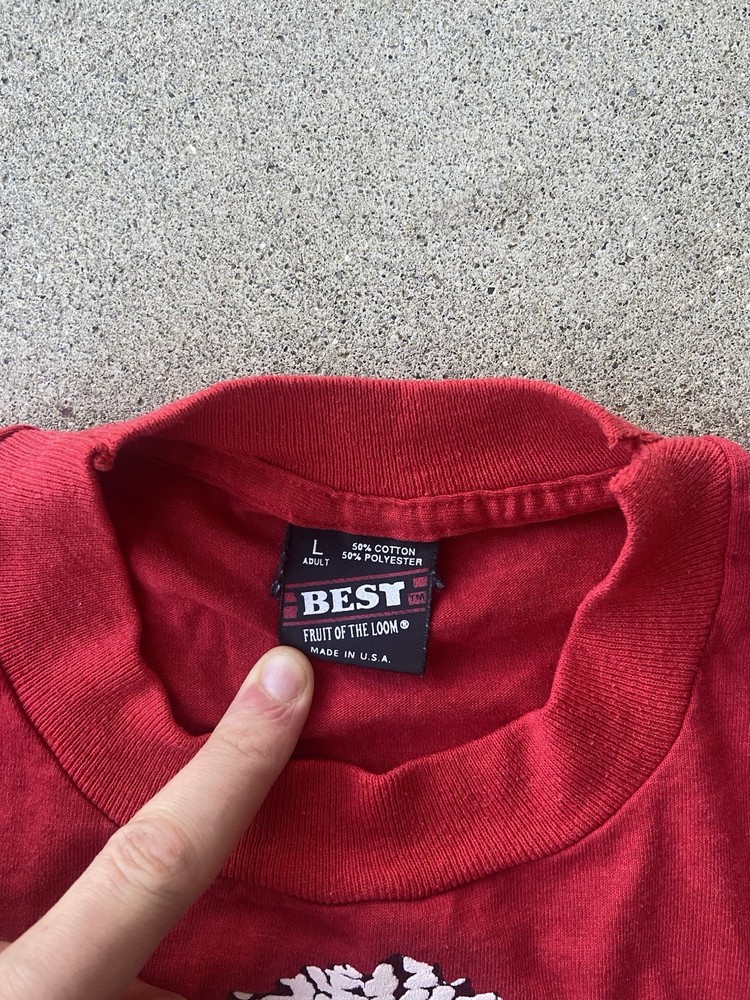 L 50% COTTON
ADULT 50% POLYESTER
BEST TM
FRUIT OF THE LOOM®
MADE IN U.S.A.